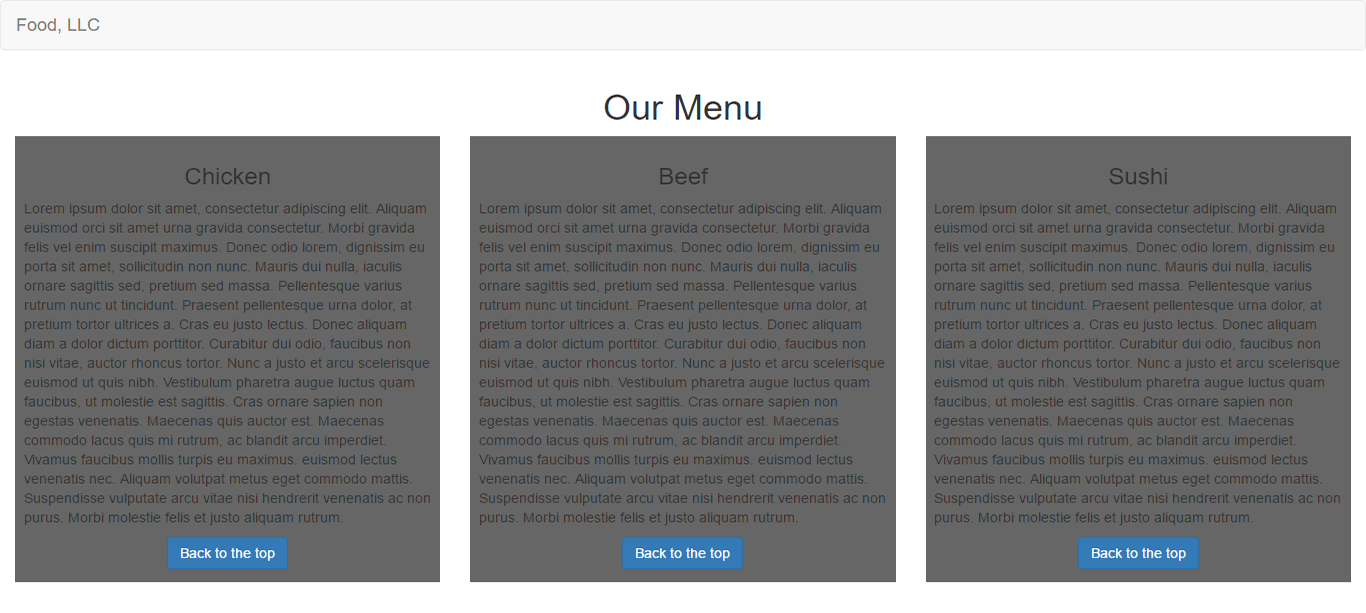 Food, LLC
Our Menu
Chicken
Lorem ipsum dolor sit amet, consectetur adipiscing elit. Aliquam
euismod orci sit amet urna gravida consectetur. Morbi gravida
felis vel enim suscipit maximus. Donec odio lorem, dignissim eu
porta sit amet, sollicitudin non nunc. Mauris dui nulla, iaculis
ornare sagittis sed, pretium sed massa. Pellentesque varius
rutrum nunc ut tincidunt. Praesent pellentesque urna dolor, at
pretium tortor ultrices a. Cras eu justo lectus. Donec aliquam
diam a dolor dictum porttitor. Curabitur dui odio, faucibus non
nisi vitae, auctor rhoncus tortor. Nunc a justo et arcu scelerisque
euismod ut quis nibh. Vestibulum pharetra augue luctus quam
faucibus, ut molestie est sagittis. Cras ornare sapien non
egestas venenatis. Maecenas quis auctor est. Maecenas
commodo lacus quis mi rutrum, ac blandit arcu imperdiet.
Vivamus faucibus mollis turpis eu maximus. euismod lectus
venenatis nec. Aliquam volutpat metus eget commodo mattis.
Suspendisse vulputate arcu vitae nisi hendrerit venenatis ac non
purus. Morbi molestie felis et justo aliquam rutrum.
Back to the top
Beef
Lorem ipsum dolor sit amet, consectetur adipiscing elit. Aliquam
euismod orci sit amet urna gravida consectetur. Morbi gravida
felis vel enim suscipit maximus. Donec odio lorem, dignissim eu
porta sit amet, sollicitudin non nunc. Mauris dui nulla, iaculis
ornare sagittis sed, pretium sed massa. Pellentesque varius
rutrum nunc ut tincidunt. Praesent pellentesque urna dolor, at
pretium tortor ultrices a. Cras eu justo lectus. Donec aliquam
diam a dolor dictum porttitor. Curabitur dui odio, faucibus non
nisi vitae, auctor rhoncus tortor. Nunc a justo et arcu scelerisque
euismod ut quis nibh. Vestibulum pharetra augue luctus quam
faucibus, ut molestie est sagittis. Cras ornare sapien non
egestas venenatis. Maecenas quis auctor est. Maecenas
commodo lacus quis mi rutrum, ac blandit arcu imperdiet.
Vivamus faucibus mollis turpis eu maximus. euismod lectus
venenatis nec. Aliquam volutpat metus eget commodo mattis.
Suspendisse vulputate arcu vitae nisi hendrerit venenatis ac non
purus. Morbi molestie felis et justo aliquam rutrum.
Back to the top
Sushi
Lorem ipsum dolor sit amet, consectetur adipiscing elit. Aliquam
euismod orci sit amet urna gravida consectetur. Morbi gravida
felis vel enim suscipit maximus. Donec odio lorem, dignissim eu
porta sit amet, sollicitudin non nunc. Mauris dui nulla, iaculis
ornare sagittis sed, pretium sed massa. Pellentesque varius
rutrum nunc ut tincidunt. Praesent pellentesque urna dolor, at
pretium tortor ultrices a. Cras eu justo lectus. Donec aliquam
diam a dolor dictum porttitor. Curabitur dui odio, faucibus non
nisi vitae, auctor rhoncus tortor. Nunc a justo et arcu scelerisque
euismod ut quis nibh. Vestibulum pharetra augue luctus quam
faucibus, ut molestie est sagittis. Cras ornare sapien non
egestas venenatis. Maecenas quis auctor est. Maecenas
commodo lacus quis mi rutrum, ac blandit arcu imperdiet.
Vivamus faucibus mollis turpis eu maximus. euismod lectus
venenatis nec. Aliquam volutpat metus eget commodo mattis.
Suspendisse vulputate arcu vitae nisi hendrerit venenatis ac non
purus. Morbi molestie felis et justo aliquam rutrum.
Back to the top